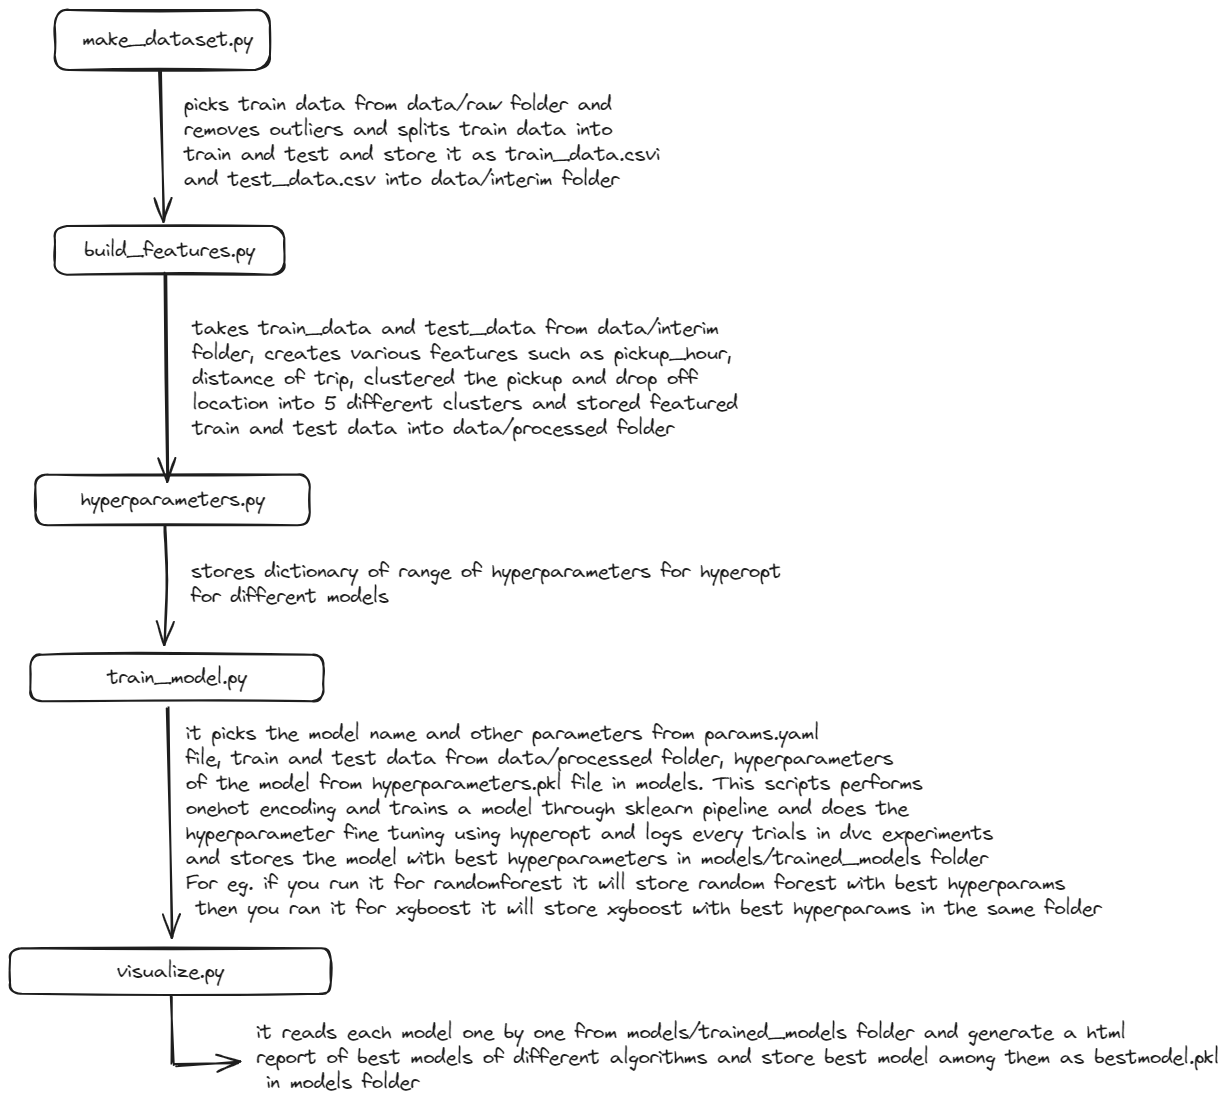 make_dataset.py
picks train data from data/raw folder and
removes outliers and splits train data into
train and test and store it as train_data.csvi
and test_data.csv into data/interim folder
build_features.py
takes train_data and test_data from data/interim
folder, creates various features such as pickup_hour,
distance of trip, clustered the pickup and drop off
location into 5 different clusters and stored featured
train and test data into data/processed folder
hyperparameters.py
stores dictionary of range of hyperparameters for hyperopt
for different models
train_model.py
it picks the model name and other parameters from params.yaml
file, train and test data from data/processed folder, hyperparameters
of the model from hyperparameters.pkl file in models. This scripts performs
onehot encoding and trains a model through sklearn pipeline and does the
hyperparameter fine tuning using hyperopt and logs every trials in dvc experiments
and stores the model with best hyperparameters in models/trained_models folder
For eg. if you run it for randomforest it will store random forest with best hyperparams
then you ran it for xgboost it will store xgboost with best hyperparams in the same folder
visualize.py
it reads each model one by one from models/trained_models folder and generate a html
report of best models of different algorithms and store best model among them as bestmodel.pkl
in models folder